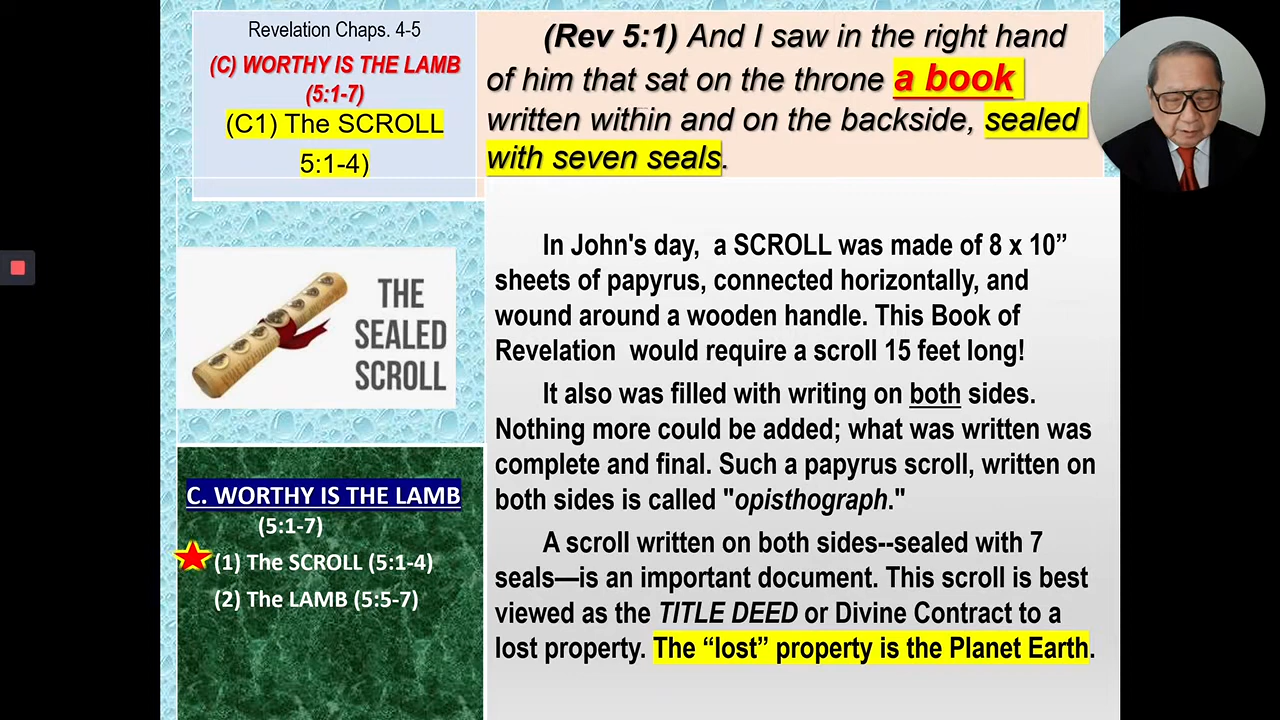 Revelation Chaps. 4-5
(C) WORTHY IS THE LAMB
(5:1-7)
(C1) The SCROLL
5:1-4)
(Rev 5:1) And I saw in the right hand
of him that sat on the throne a book
written within and on the backside, sealed
with seven seals.
THE
SEALED
SCROLL
C. WORTHY IS THE LAMB
(5:1-7)
(1) The SCROLL (5:1-4)
(2) The LAMB (5:5-7)
In John's day, a SCROLL was made of 8 x 10”
sheets of papyrus, connected horizontally, and
wound around a wooden handle. This Book of
Revelation would require a scroll 15 feet long!
It also was filled with writing on both sides.
Nothing more could be added; what was written was
complete and final. Such a papyrus scroll, written on
both sides is called "opisthograph."
A scroll written on both sides--sealed with 7
seals—is an important document. This scroll is best
viewed as the TITLE DEED or Divine Contract to a
lost property. The “lost” property is the Planet Earth.